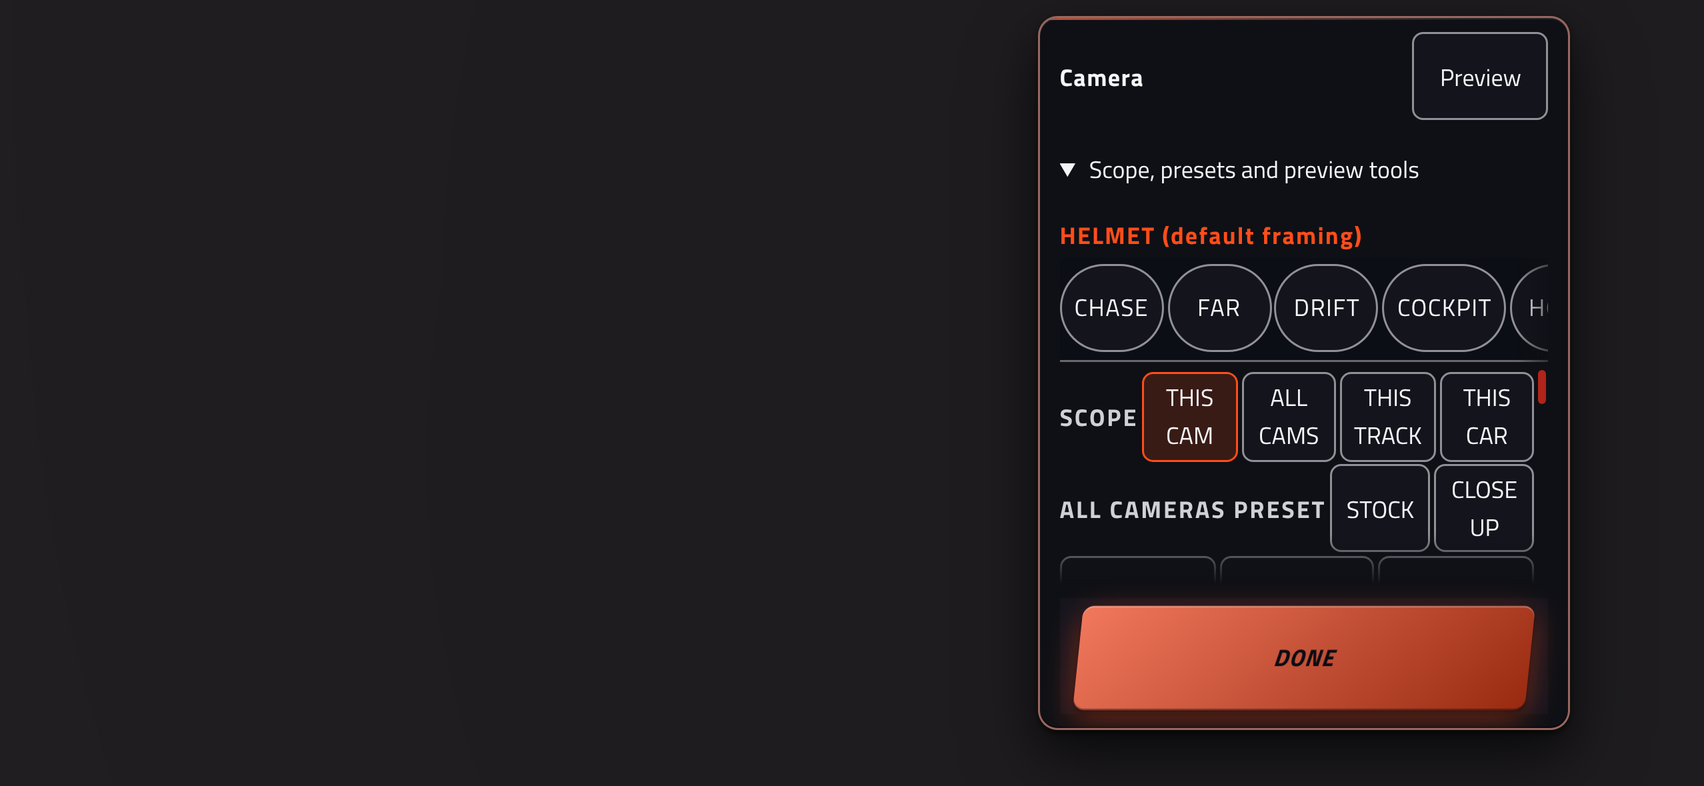 Camera
Preview
▼ Scope, presets and preview tools
HELMET (default framing)
CHASE FAR DRIFT COCKPIT
SCOPE
THIS
CAM
ALL
CAMS
THIS
TRACK
THIS
CAR
ALL CAMERAS PRESET
STOCK
CLOSE
UP
DONE